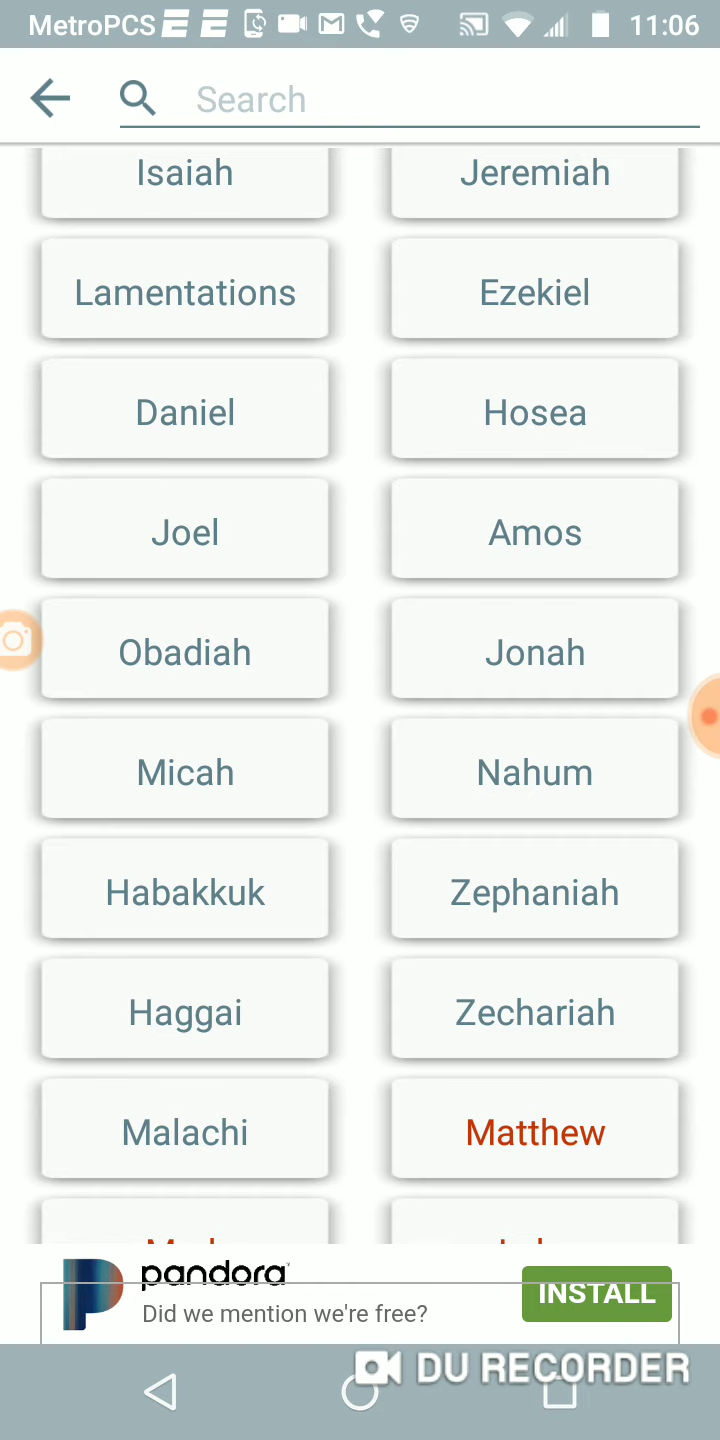 MetroPCS 11:06
Search
Isaiah Jeremiah
Lamentations Ezekiel
Daniel Hosea
Joel Amos
Obadiah Jonah
Micah Nahum
Habakkuk Zephaniah
Haggai Zechariah
Malachi Matthew
pandora
Did we mention we're free?
INSTALL
DU RECORDER